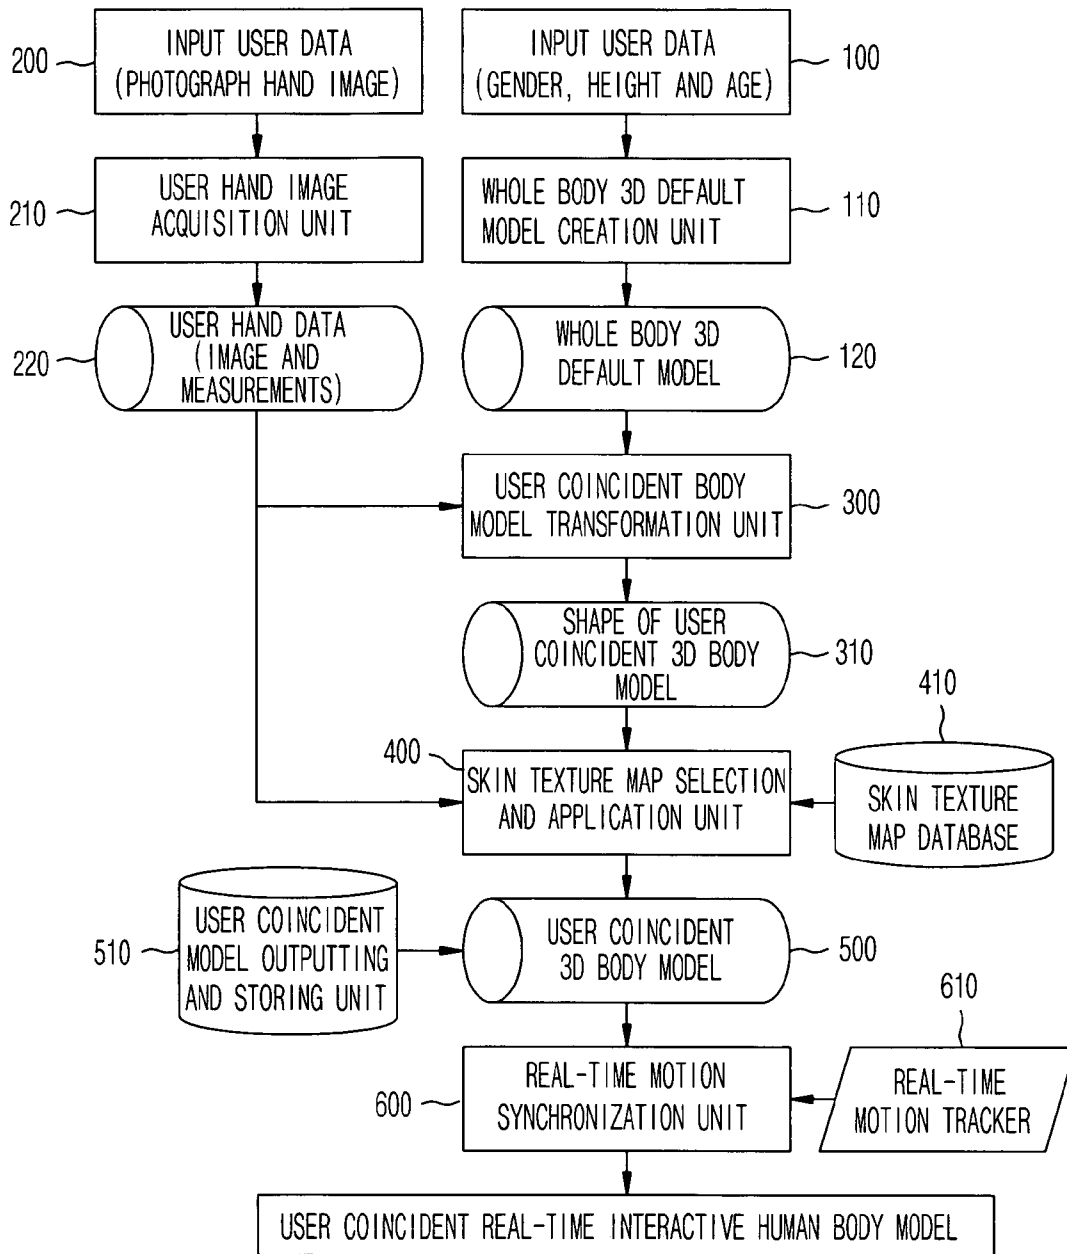 200
INPUT USER DATA
(PHOTOGRAPH HAND IMAGE)
INPUT USER DATA
(GENDER, HEIGHT AND AGE)
100
210
USER HAND IMAGE
ACQUISITION UNIT
WHOLE BODY 3D DEFAULT
MODEL CREATION UNIT
110
220
USER HAND DATA
(IMAGE AND
MEASUREMENTS)
WHOLE BODY 3D
DEFAULT MODEL
120
USER COINCIDENT BODY
MODEL TRANSFORMATION UNIT
300
SHAPE OF USER
COINCIDENT 3D BODY
MODEL
310
400
SKIN TEXTURE MAP SELECTION
AND APPLICATION UNIT
410
SKIN TEXTURE
MAP DATABASE
510
USER COINCIDENT
MODEL OUTPUTTING
AND STORING UNIT
USER COINCIDENT
3D BODY MODEL
500
600
REAL-TIME MOTION
SYNCHRONIZATION UNIT
610
REAL-TIME
MOTION TRACKER
USER COINCIDENT REAL-TIME INTERACTIVE HUMAN BODY MODEL